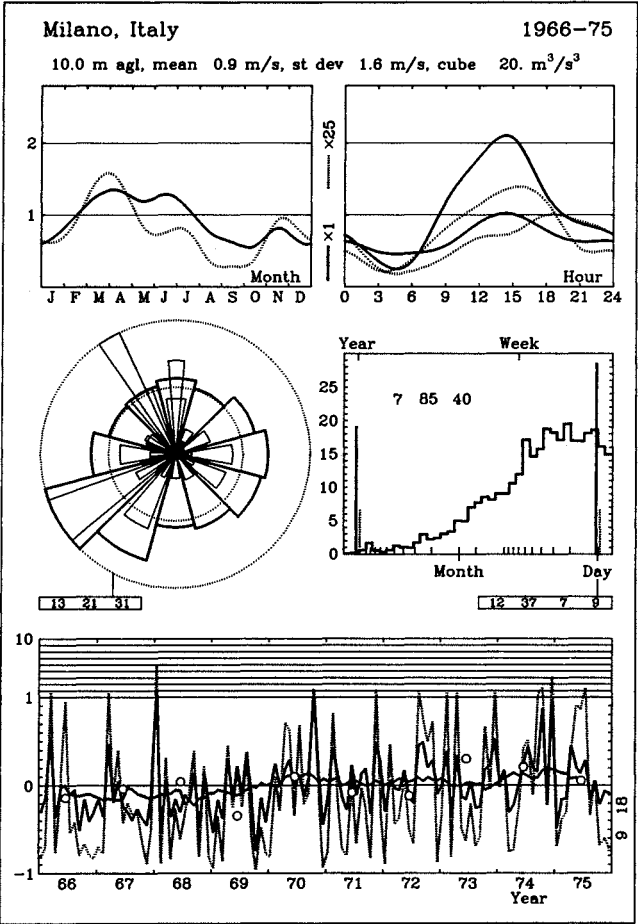 Milano, Italy 1966-75
10.0 m agl, mean 0.9 m/s, st dev 1.6 m/s, cube 20. m³/s³
2
1
×25
×1
Month
Hour
J F M A M J J A S O N D
0 3 6 9 12 15 18 21 24
Year Week
25
20
15
10
5
0
7 85 40
Month Day
13 21 31
12 37 7 9
10
1
0
-1
9 18
66 67 68 69 70 71 72 73 74 75
Year